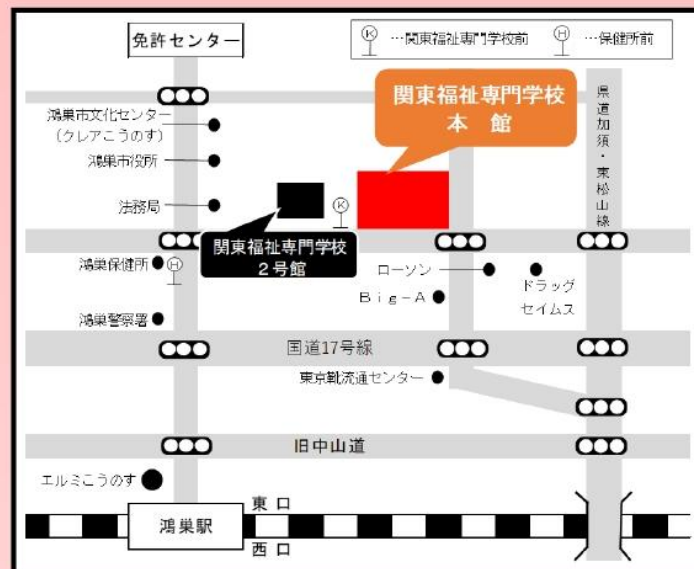 免許センター
Ⓚ …関東福祉専門学校前
Ⓗ …保健所前
関東福祉専門学校
本 館
県道加須・東松山線
鴻巣市文化センター
(クレアこうのす)
鴻巣市役所
法務局
Ⓚ
関東福祉専門学校
2号館
鴻巣保健所
Ⓗ
ローソン
ドラッグ
セイムス
Ｂｉｇ－Ａ
鴻巣警察署
国道17号線
東京靴流通センター
旧中山道
エルミこうのす
東 口
鴻巣駅
西 口